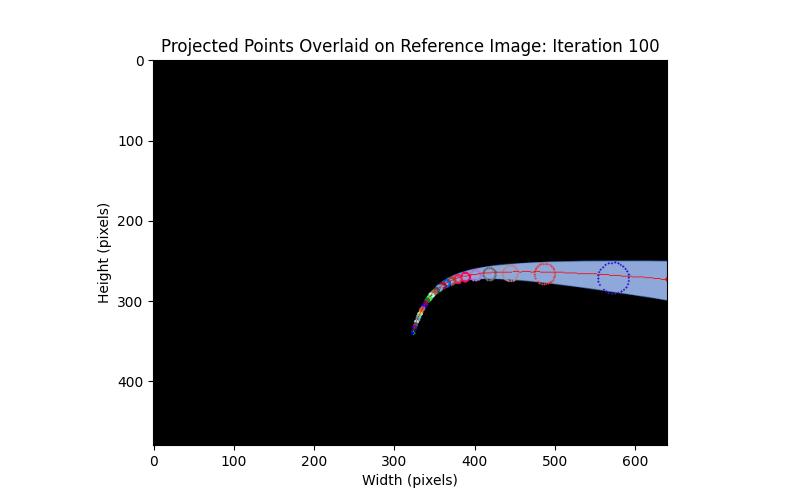 Projected Points Overlaid on Reference Image: Iteration 100
0
100
200
300
400
Height (pixels)
0 100 200 300 400 500 600
Width (pixels)